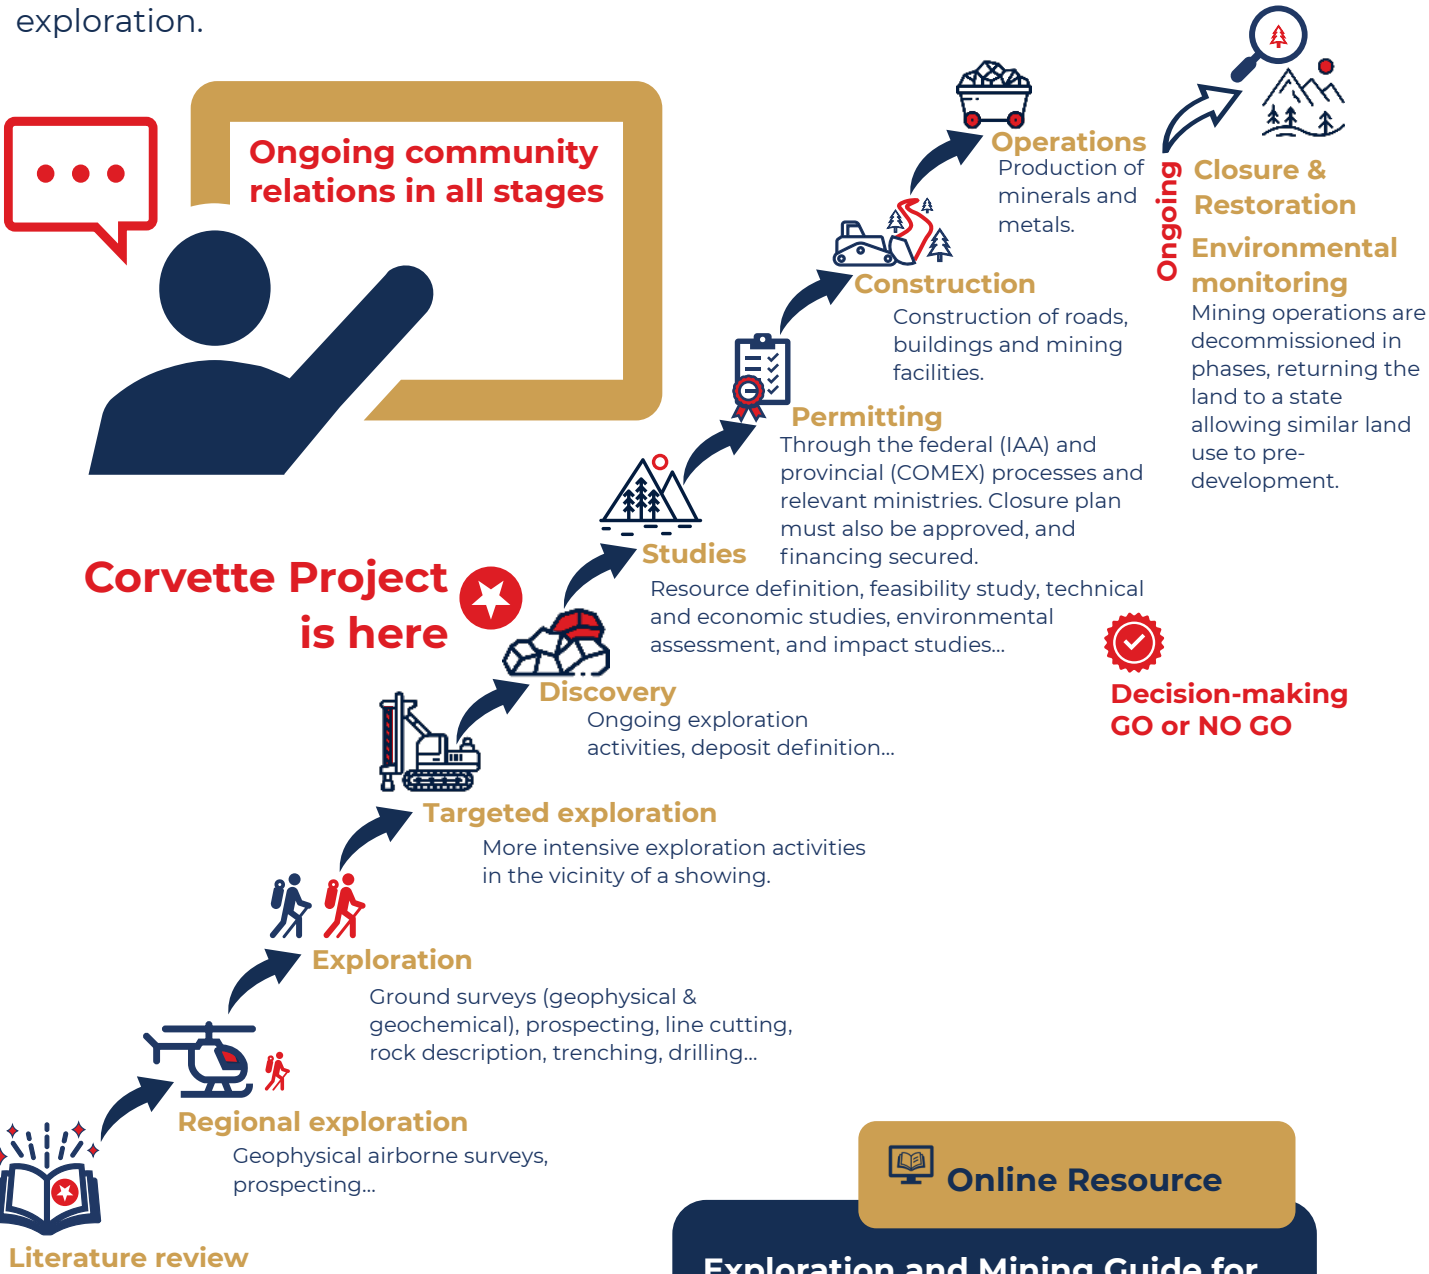 exploration.
Ongoing community
relations in all stages
Operations
Production of
minerals and
metals.
Ongoing
Closure &
Restoration
Environmental
monitoring
Mining operations are
decommissioned in
phases, returning the
land to a state
allowing similar land
use to pre-
development.
Construction
Construction of roads,
buildings and mining
facilities.
Permitting
Through the federal (IAA) and
provincial (COMEX) processes and
relevant ministries. Closure plan
must also be approved, and
financing secured.
Studies
Resource definition, feasibility study, technical
and economic studies, environmental
assessment, and impact studies...
Corvette Project
is here
Decision-making
GO or NO GO
Discovery
Ongoing exploration
activities, deposit definition...
Targeted exploration
More intensive exploration activities
in the vicinity of a showing.
Exploration
Ground surveys (geophysical &
geochemical), prospecting, line cutting,
rock description, trenching, drilling...
Regional exploration
Geophysical airborne surveys,
prospecting...
Literature review
Online Resource
Exploration and Mining Guide for